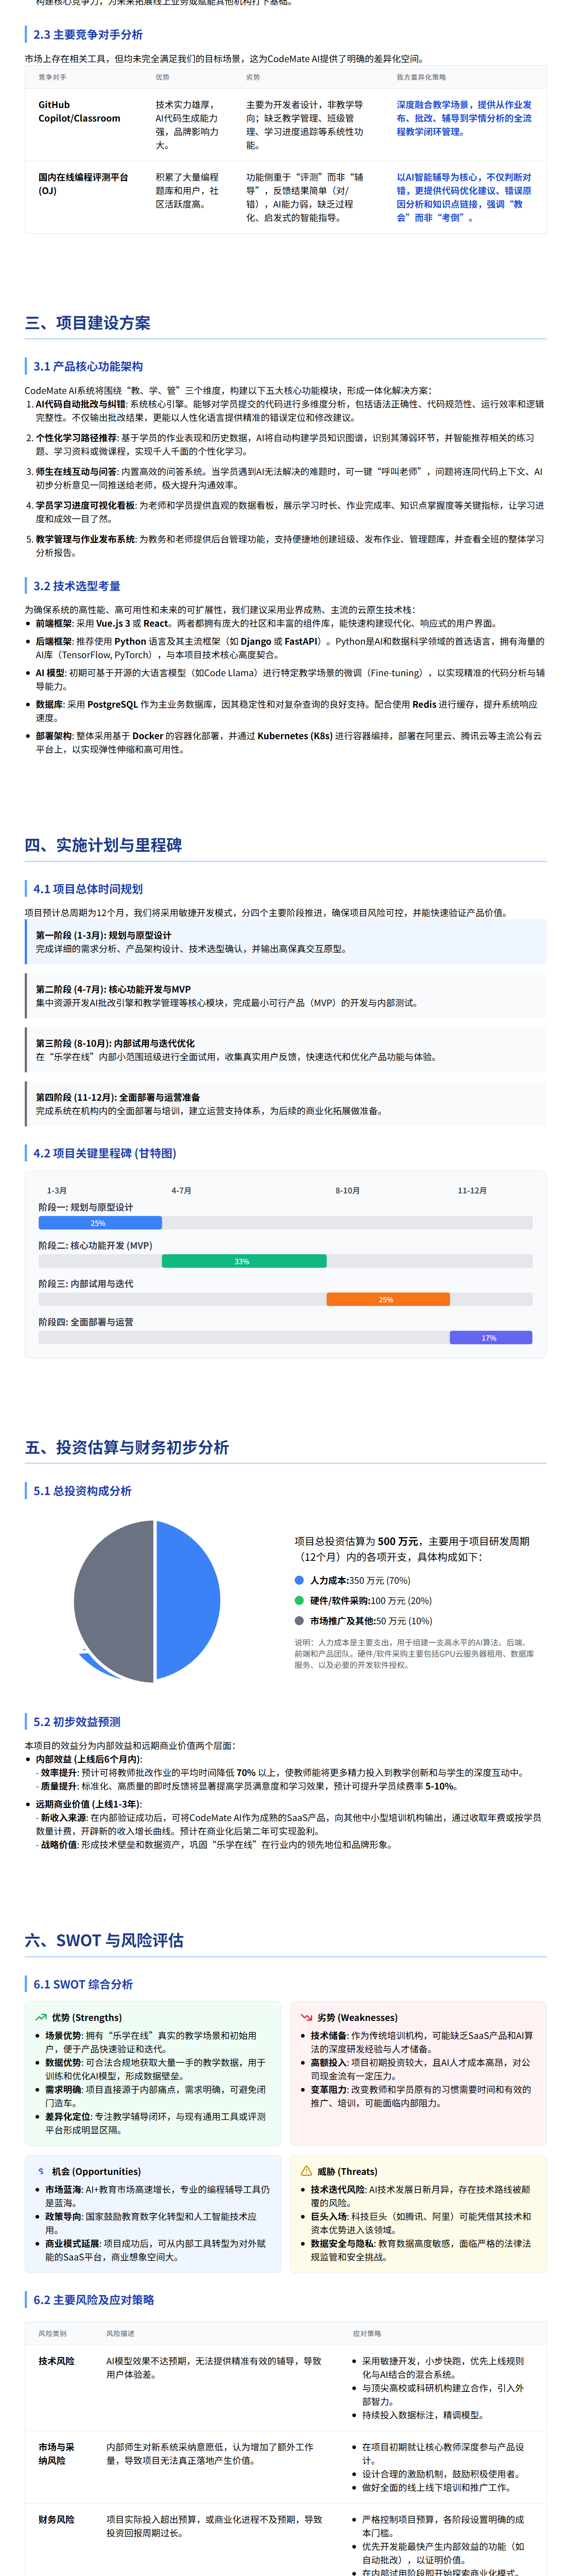 构建核心竞争力，为未来拓展线上业务或赋能其他机构打下基础。
2.3 主要竞争对手分析
市场上存在相关工具，但均未完全满足我们的目标场景，这为CodeMate AI提供了明确的差异化空间。
竞争对手 优势 劣势 我方差异化策略
GitHub
Copilot/Classroom
技术实力雄厚，
AI代码生成能力
强，品牌影响力
大。
主要为开发者设计，非教学导
向；缺乏教学管理、班级管
理、学习进度追踪等系统性功
能。
深度融合教学场景，提供从作业发
布、批改、辅导到学情分析的全流
程教学闭环管理。
国内在线编程评测平台
(OJ)
积累了大量编程
题库和用户，社
区活跃度高。
功能侧重于“评测”而非“辅
导”，反馈结果简单（对/
错），AI能力弱，缺乏过程
化、启发式的智能指导。
以AI智能辅导为核心，不仅判断对
错，更提供代码优化建议、错误原
因分析和知识点链接，强调“教
会”而非“考倒”。
三、项目建设方案
3.1 产品核心功能架构
CodeMate AI系统将围绕“教、学、管”三个维度，构建以下五大核心功能模块，形成一体化解决方案：
1. AI代码自动批改与纠错: 系统核心引擎。能够对学员提交的代码进行多维度分析，包括语法正确性、代码规范性、运行效率和逻辑
完整性。不仅输出批改结果，更能以人性化语言提供精准的错误定位和修改建议。
2. 个性化学习路径推荐: 基于学员的作业表现和历史数据，AI将自动构建学员知识图谱，识别其薄弱环节，并智能推荐相关的练习
题、学习资料或微课程，实现千人千面的个性化学习。
3. 师生在线互动与问答: 内置高效的问答系统。当学员遇到AI无法解决的难题时，可一键“呼叫老师”，问题将连同代码上下文、AI
初步分析意见一同推送给老师，极大提升沟通效率。
4. 学员学习进度可视化看板: 为老师和学员提供直观的数据看板，展示学习时长、作业完成率、知识点掌握度等关键指标，让学习进
度和成效一目了然。
5. 教学管理与作业发布系统: 为教务和老师提供后台管理功能，支持便捷地创建班级、发布作业、管理题库，并查看全班的整体学习
分析报告。
3.2 技术选型考量
为确保系统的高性能、高可用性和未来的可扩展性，我们建议采用业界成熟、主流的云原生技术栈：
前端框架: 采用 Vue.js 3 或 React。两者都拥有庞大的社区和丰富的组件库，能快速构建现代化、响应式的用户界面。
后端框架: 推荐使用 Python 语言及其主流框架（如 Django 或 FastAPI）。Python是AI和数据科学领域的首选语言，拥有海量的
AI库（TensorFlow, PyTorch），与本项目技术核心高度契合。
AI 模型: 初期可基于开源的大语言模型（如Code Llama）进行特定教学场景的微调（Fine-tuning），以实现精准的代码分析与辅
导能力。
数据库: 采用 PostgreSQL 作为主业务数据库，因其稳定性和对复杂查询的良好支持。配合使用 Redis 进行缓存，提升系统响应
速度。
部署架构: 整体采用基于 Docker 的容器化部署，并通过 Kubernetes (K8s) 进行容器编排，部署在阿里云、腾讯云等主流公有云
平台上，以实现弹性伸缩和高可用性。
四、实施计划与里程碑
4.1 项目总体时间规划
项目预计总周期为12个月，我们将采用敏捷开发模式，分四个主要阶段推进，确保项目风险可控，并能快速验证产品价值。
第一阶段 (1-3月): 规划与原型设计
完成详细的需求分析、产品架构设计、技术选型确认，并输出高保真交互原型。
第二阶段 (4-7月): 核心功能开发与MVP
集中资源开发AI批改引擎和教学管理等核心模块，完成最小可行产品（MVP）的开发与内部测试。
第三阶段 (8-10月): 内部试用与迭代优化
在“乐学在线”内部小范围班级进行全面试用，收集真实用户反馈，快速迭代和优化产品功能与体验。
第四阶段 (11-12月): 全面部署与运营准备
完成系统在机构内的全面部署与培训，建立运营支持体系，为后续的商业化拓展做准备。
4.2 项目关键里程碑 (甘特图)
1-3月 4-7月 8-10月 11-12月
阶段一: 规划与原型设计
25%
阶段二: 核心功能开发 (MVP)
33%
阶段三: 内部试用与迭代
25%
阶段四: 全面部署与运营
17%
五、投资估算与财务初步分析
5.1 总投资构成分析
项目总投资估算为 500 万元，主要用于项目研发周期
（12个月）内的各项开支，具体构成如下：
人力成本:350 万元 (70%)
硬件/软件采购:100 万元 (20%)
市场推广及其他:50 万元 (10%)
说明：人力成本是主要支出，用于组建一支高水平的AI算法、后端、
前端和产品团队。硬件/软件采购主要包括GPU云服务器租用、数据库
服务、以及必要的开发软件授权。
5.2 初步效益预测
本项目的效益分为内部效益和远期商业价值两个层面：
内部效益 (上线后6个月内):
- 效率提升: 预计可将教师批改作业的平均时间降低 70% 以上，使教师能将更多精力投入到教学创新和与学生的深度互动中。
- 质量提升: 标准化、高质量的即时反馈将显著提高学员满意度和学习效果，预计可提升学员续费率 5-10%。
远期商业价值 (上线1-3年):
- 新收入来源: 在内部验证成功后，可将CodeMate AI作为成熟的SaaS产品，向其他中小型培训机构输出，通过收取年费或按学员
数量计费，开辟新的收入增长曲线。预计在商业化后第二年可实现盈利。
- 战略价值: 形成技术壁垒和数据资产，巩固“乐学在线”在行业内的领先地位和品牌形象。
六、SWOT 与风险评估
6.1 SWOT 综合分析
优势 (Strengths)
场景优势: 拥有“乐学在线”真实的教学场景和初始用
户，便于产品快速验证和迭代。
数据优势: 可合法合规地获取大量一手的教学数据，用于
训练和优化AI模型，形成数据壁垒。
需求明确: 项目直接源于内部痛点，需求明确，可避免闭
门造车。
差异化定位: 专注教学辅导闭环，与现有通用工具或评测
平台形成明显区隔。
劣势 (Weaknesses)
技术储备: 作为传统培训机构，可能缺乏SaaS产品和AI算
法的深度研发经验与人才储备。
高额投入: 项目初期投资较大，且AI人才成本高昂，对公
司现金流有一定压力。
变革阻力: 改变教师和学员原有的习惯需要时间和有效的
推广、培训，可能面临内部阻力。
机会 (Opportunities)
市场蓝海: AI+教育市场高速增长，专业的编程辅导工具仍
是蓝海。
政策导向: 国家鼓励教育数字化转型和人工智能技术应
用。
商业模式延展: 项目成功后，可从内部工具转型为对外赋
能的SaaS平台，商业想象空间大。
威胁 (Threats)
技术迭代风险: AI技术发展日新月异，存在技术路线被颠
覆的风险。
巨头入场: 科技巨头（如腾讯、阿里）可能凭借其技术和
资本优势进入该领域。
数据安全与隐私: 教育数据高度敏感，面临严格的法律法
规监管和安全挑战。
6.2 主要风险及应对策略
风险类别 风险描述 应对策略
技术风险
AI模型效果不达预期，无法提供精准有效的辅导，导致
用户体验差。
采用敏捷开发，小步快跑，优先上线规则
化与AI结合的混合系统。
与顶尖高校或科研机构建立合作，引入外
部智力。
持续投入数据标注，精调模型。
市场与采
纳风险
内部师生对新系统采纳意愿低，认为增加了额外工作
量，导致项目无法真正落地产生价值。
在项目初期就让核心教师深度参与产品设
计。
设计合理的激励机制，鼓励积极使用者。
做好全面的线上线下培训和推广工作。
财务风险
项目实际投入超出预算，或商业化进程不及预期，导致
投资回报周期过长。
严格控制项目预算，各阶段设置明确的成
本门槛。
优先开发能最快产生内部效益的功能（如
自动批改），以证明价值。
在内部试用阶段即开始探索商业化模式。